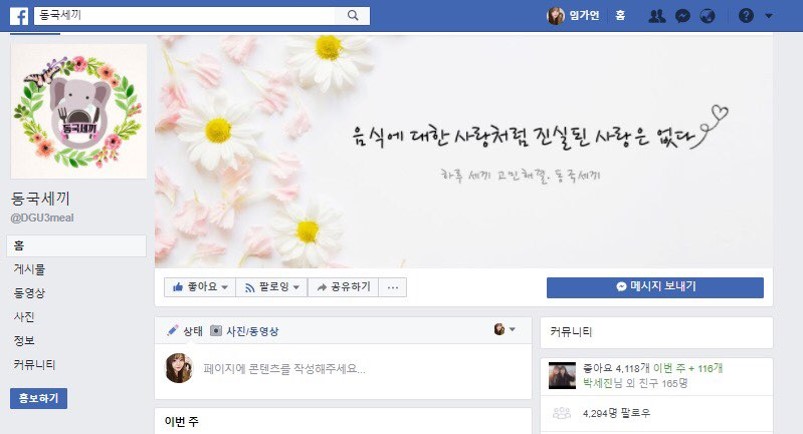 동국세끼
임가연
홈
동국세끼
음식에 대한 사랑처럼 진실된 사랑은 없다
하루 세끼 고민해결. 동국세끼
동국세끼
@DGU3meal
홈
게시물
동영상
사진
정보
커뮤니티
홍보하기
좋아요
팔로잉
공유하기
메시지 보내기
상태
사진/동영상
페이지에 콘텐츠를 작성해주세요...
이번 주
커뮤니티
좋아요 4,118개 이번 주 + 116개
박세진님 외 친구 165명
4,294명 팔로우